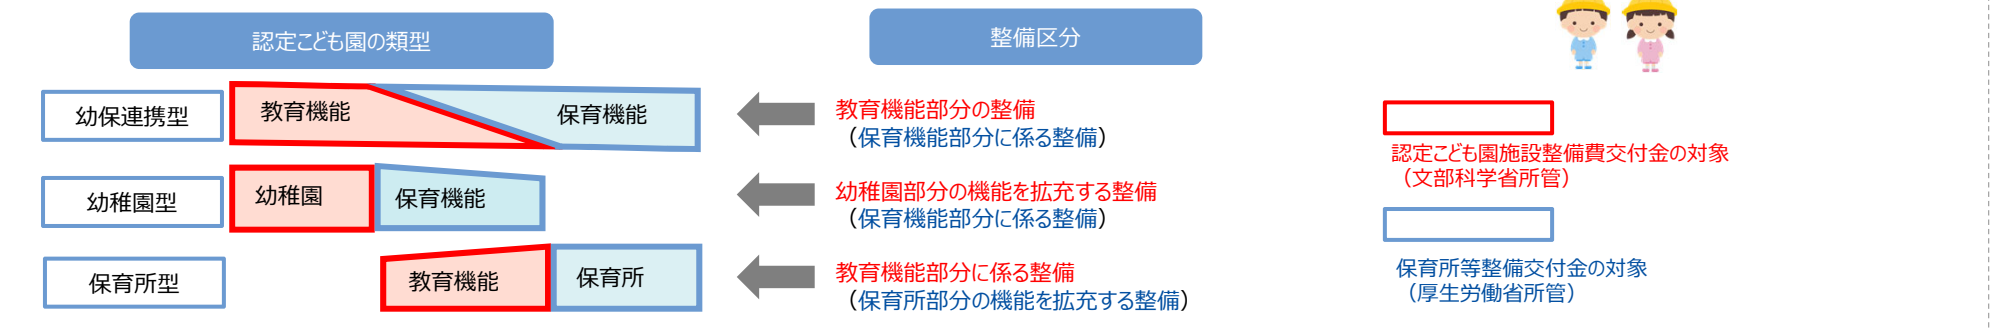 認定こども園の類型
整備区分
幼保連携型
教育機能
保育機能
教育機能部分の整備
（保育機能部分に係る整備）
幼稚園型
幼稚園
保育機能
幼稚園部分の機能を拡充する整備
（保育機能部分に係る整備）
保育所型
教育機能
保育所
教育機能部分に係る整備
（保育所部分の機能を拡充する整備）
認定こども園施設整備費交付金の対象
（文部科学省所管）
保育所等整備交付金の対象
（厚生労働省所管）